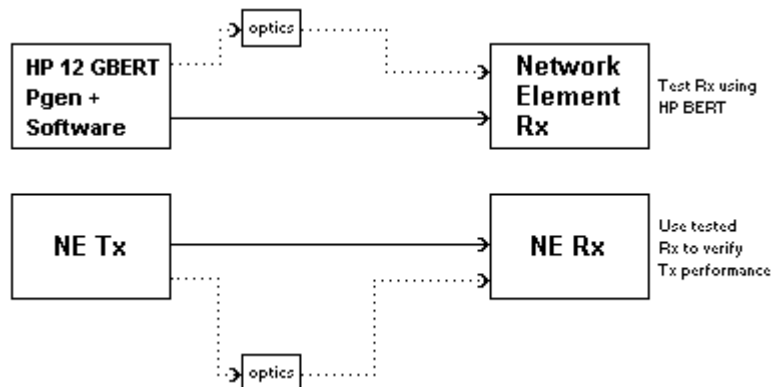 optics
HP 12 GBERT
Pgen +
Software
Network
Element
Rx
Test Rx using
HP BERT
NE Tx
NE Rx
Use tested
Rx to verify
Tx performance
optics